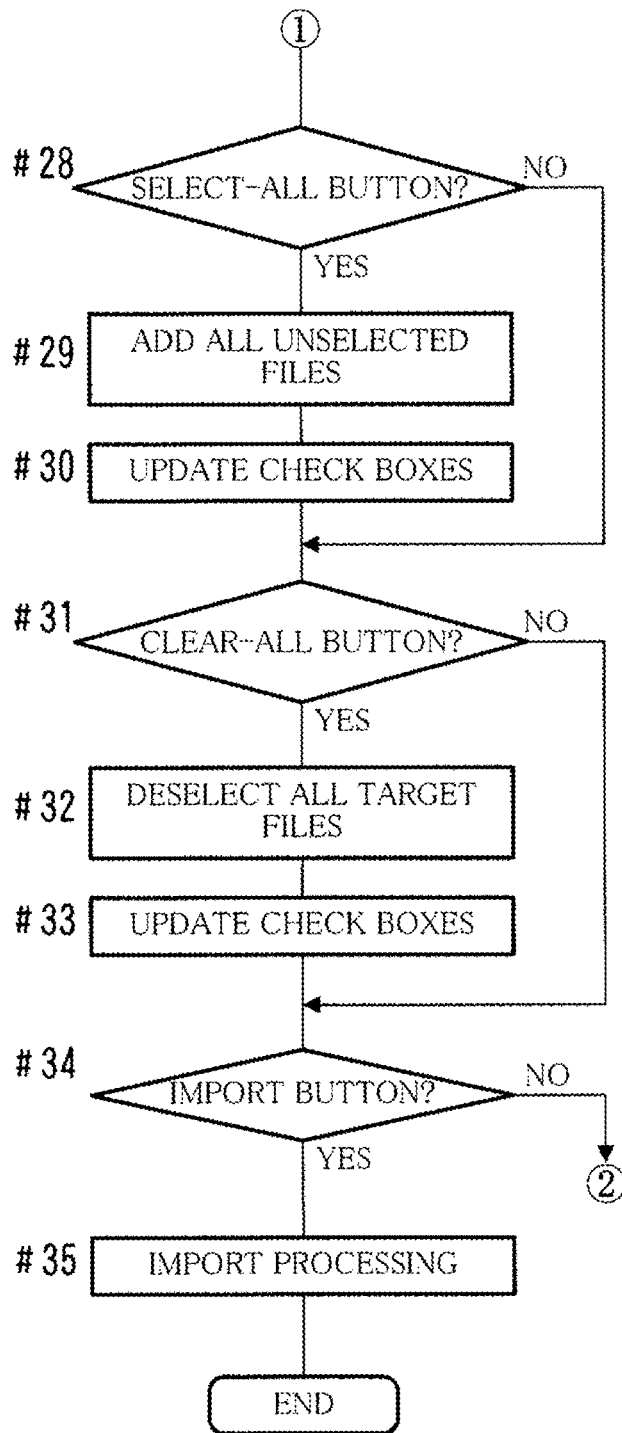 ①
#28
SELECT-ALL BUTTON?
NO
YES
#29
ADD ALL UNSELECTED
FILES
#30
UPDATE CHECK BOXES
#31
CLEAR-ALL BUTTON?
NO
YES
#32
DESELECT ALL TARGET
FILES
#33
UPDATE CHECK BOXES
#34
IMPORT BUTTON?
NO
YES
②
#35
IMPORT PROCESSING
END